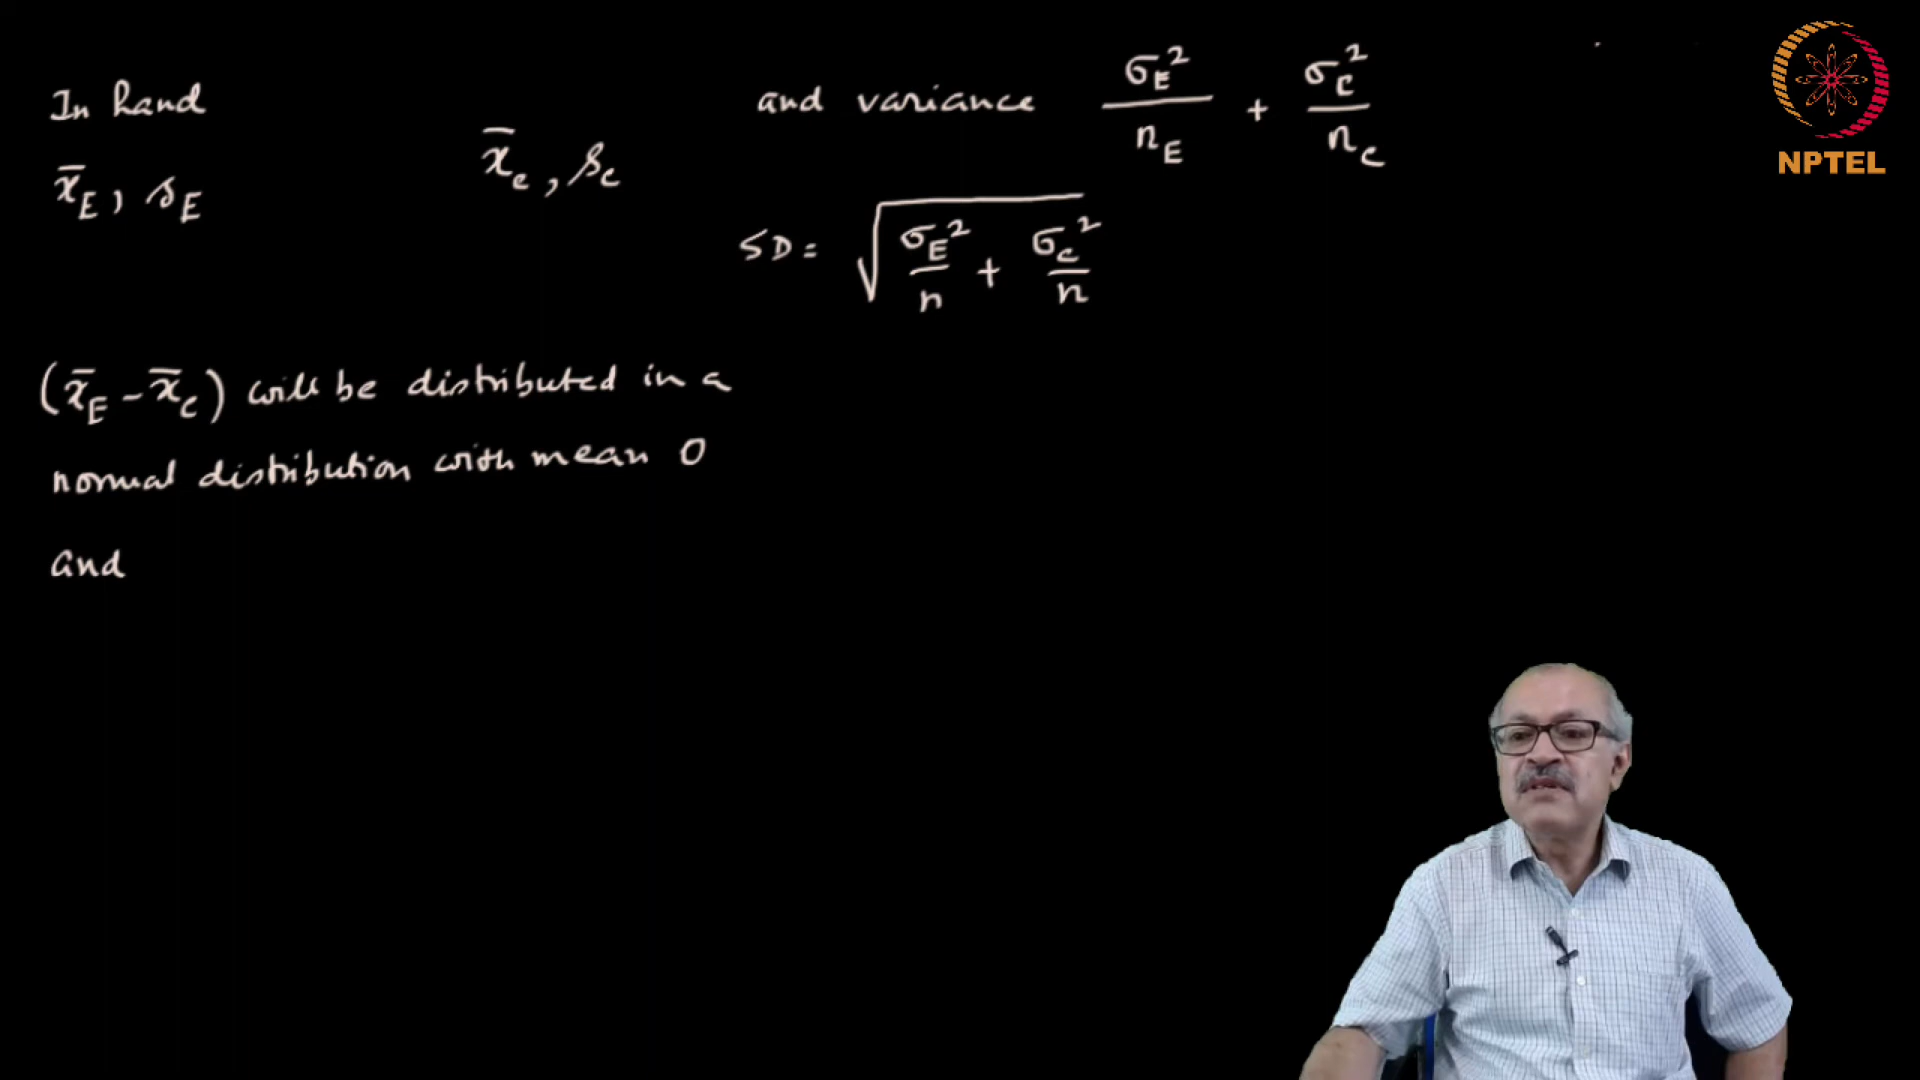 In hand
x̄_E, s_E
x̄_c, s_c
(x̄_E - x̄_c) will be distributed in a
normal distribution with mean 0
and
and variance σ_E²/n_E + σ_c²/n_c
SD = √(σ_E²/n + σ_c²/n)
NPTEL